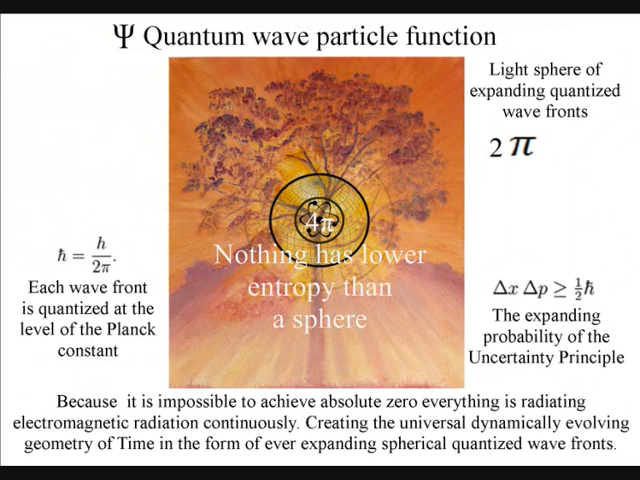 Ψ Quantum wave particle function
Light sphere of
expanding quantized
wave fronts
2 π
4π
Nothing has lower
entropy than
a sphere
ħ = h/2π.
Each wave front
is quantized at the
level of the Planck
constant
Δx Δp ≥ ½ħ
The expanding
probability of the
Uncertainty Principle
Because it is impossible to achieve absolute zero everything is radiating
electromagnetic radiation continuously. Creating the universal dynamically evolving
geometry of Time in the form of ever expanding spherical quantized wave fronts.